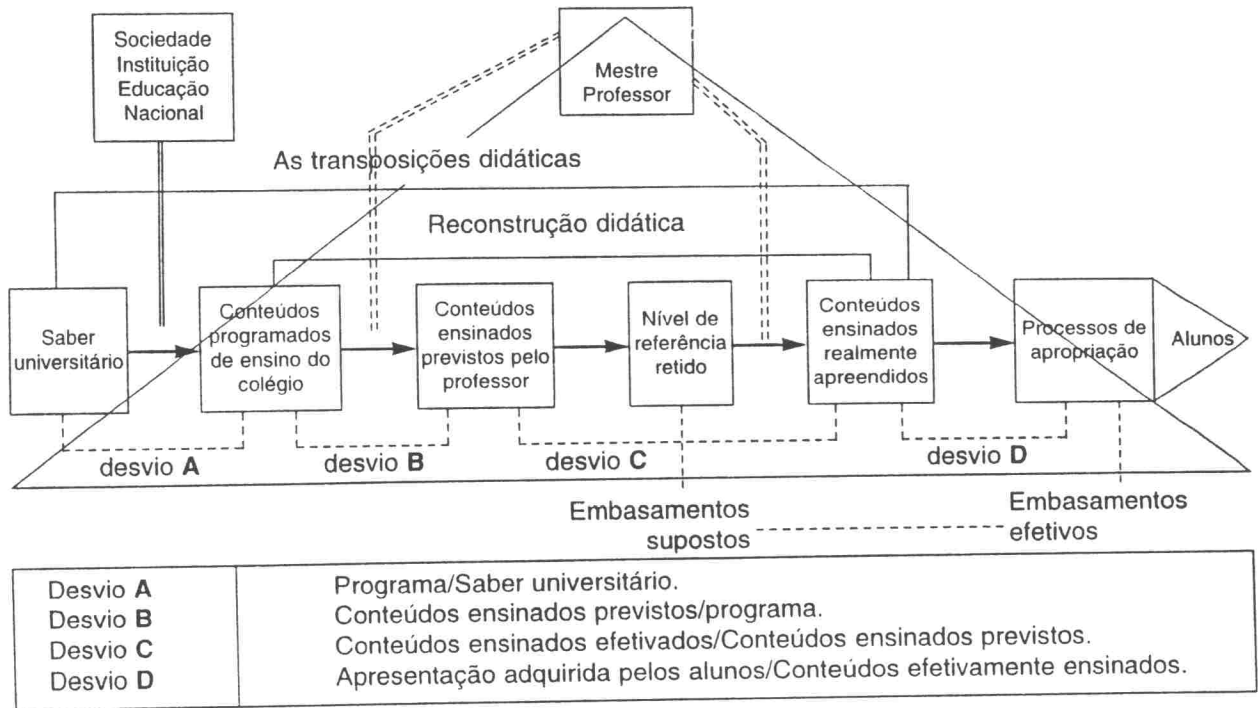 Sociedade
Instituição
Educação
Nacional
Mestre
Professor
As transposições didáticas
Reconstrução didática
Saber
universitário
Conteúdos
programados
de ensino do
colégio
Conteúdos
ensinados
previstos pelo
professor
Nível de
referência
retido
Conteúdos
ensinados
realmente
apreendidos
Processos de
apropriação
Alunos
desvio A
desvio B
desvio C
desvio D
Embasamentos
supostos
Embasamentos
efetivos
Desvio A Programa/Saber universitário.
Desvio B Conteúdos ensinados previstos/programa.
Desvio C Conteúdos ensinados efetivados/Conteúdos ensinados previstos.
Desvio D Apresentação adquirida pelos alunos/Conteúdos efetivamente ensinados.